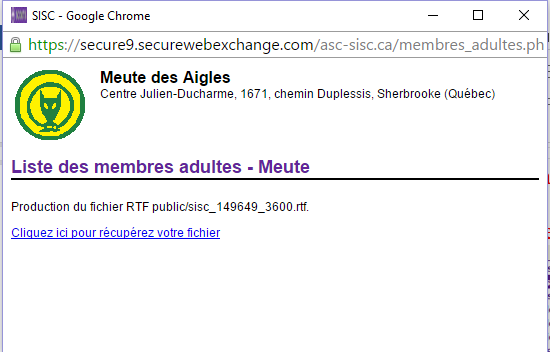 SISC - Google Chrome
https://secure9.securewebexchange.com/asc-sisc.ca/membres_adultes.ph
Meute des Aigles
Centre Julien-Ducharme, 1671, chemin Duplessis, Sherbrooke (Québec)
Liste des membres adultes - Meute
Production du fichier RTF public/sisc_149649_3600.rtf.
Cliquez ici pour récupérez votre fichier